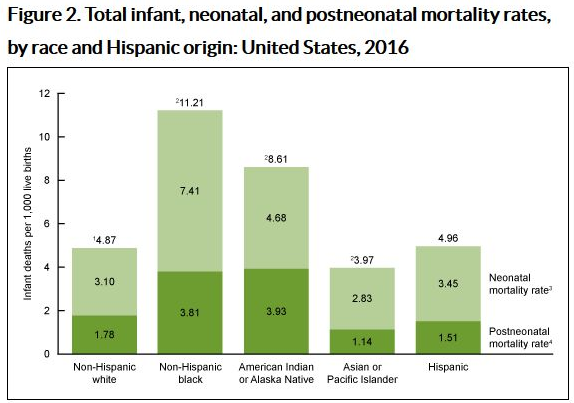 Figure 2. Total infant, neonatal, and postneonatal mortality rates,
by race and Hispanic origin: United States, 2016
Infant deaths per 1,000 live births
12
10
8
6
4
2
0
¹4.87
3.10
1.78
²11.21
7.41
3.81
²8.61
4.68
3.93
²3.97
2.83
1.14
4.96
3.45
1.51
Neonatal
mortality rate³
Postneonatal
mortality rate⁴
Non-Hispanic
white
Non-Hispanic
black
American Indian
or Alaska Native
Asian or
Pacific Islander
Hispanic